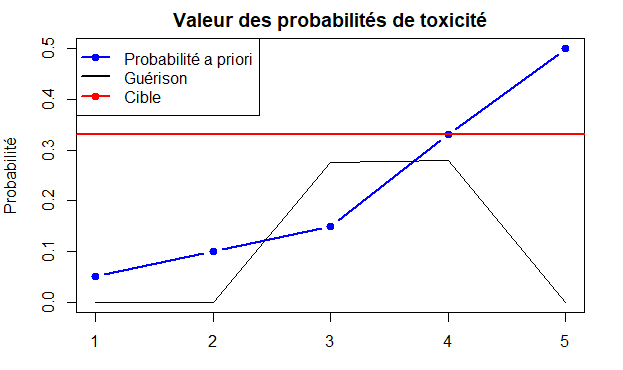 Valeur des probabilités de toxicité
Probabilité a priori
Guérison
Cible
Probabilité
0.5
0.4
0.3
0.2
0.1
0.0
1 2 3 4 5